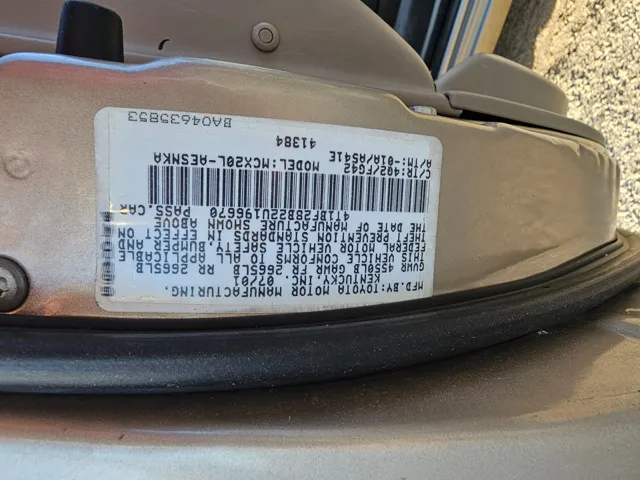 MFD.BY:TOYOTA MOTOR MANUFACTURING,
KENTUCKY, INC. 07/01
GVWR 4550LB GAWR FR 2665LB RR 2665LB
THIS VEHICLE CONFORMS TO ALL APPLICABLE
FEDERAL MOTOR VEHICLE SAFETY, BUMPER, AND
THEFT PREVENTION STANDARDS IN EFFECT ON
THE DATE OF MANUFACTURE SHOWN ABOVE.
4T1BF28B22U196670 PASS.CAR
C/TR:492/FG42 MODEL:MCX20L-AESNKA
A/TM:-01A/A541E
41384
BA04635853